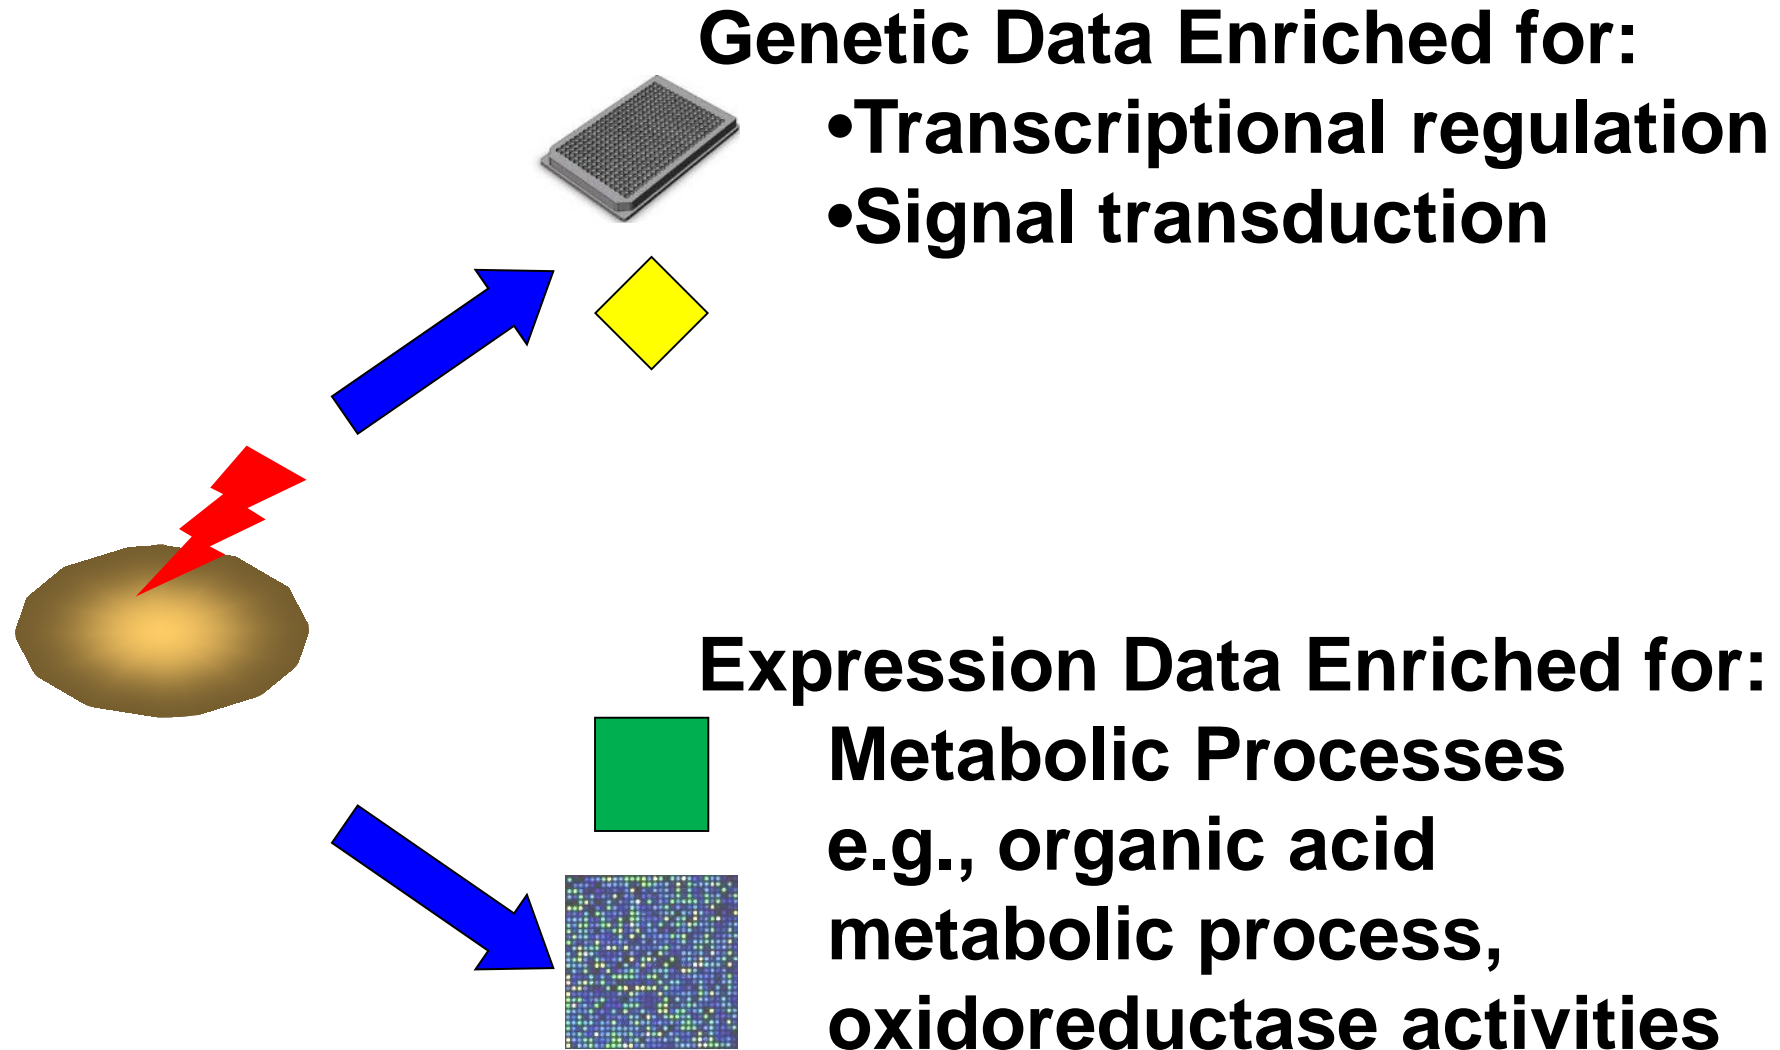 Genetic Data Enriched for:
•Transcriptional regulation
•Signal transduction
Expression Data Enriched for:
Metabolic Processes
e.g., organic acid
metabolic process,
oxidoreductase activities